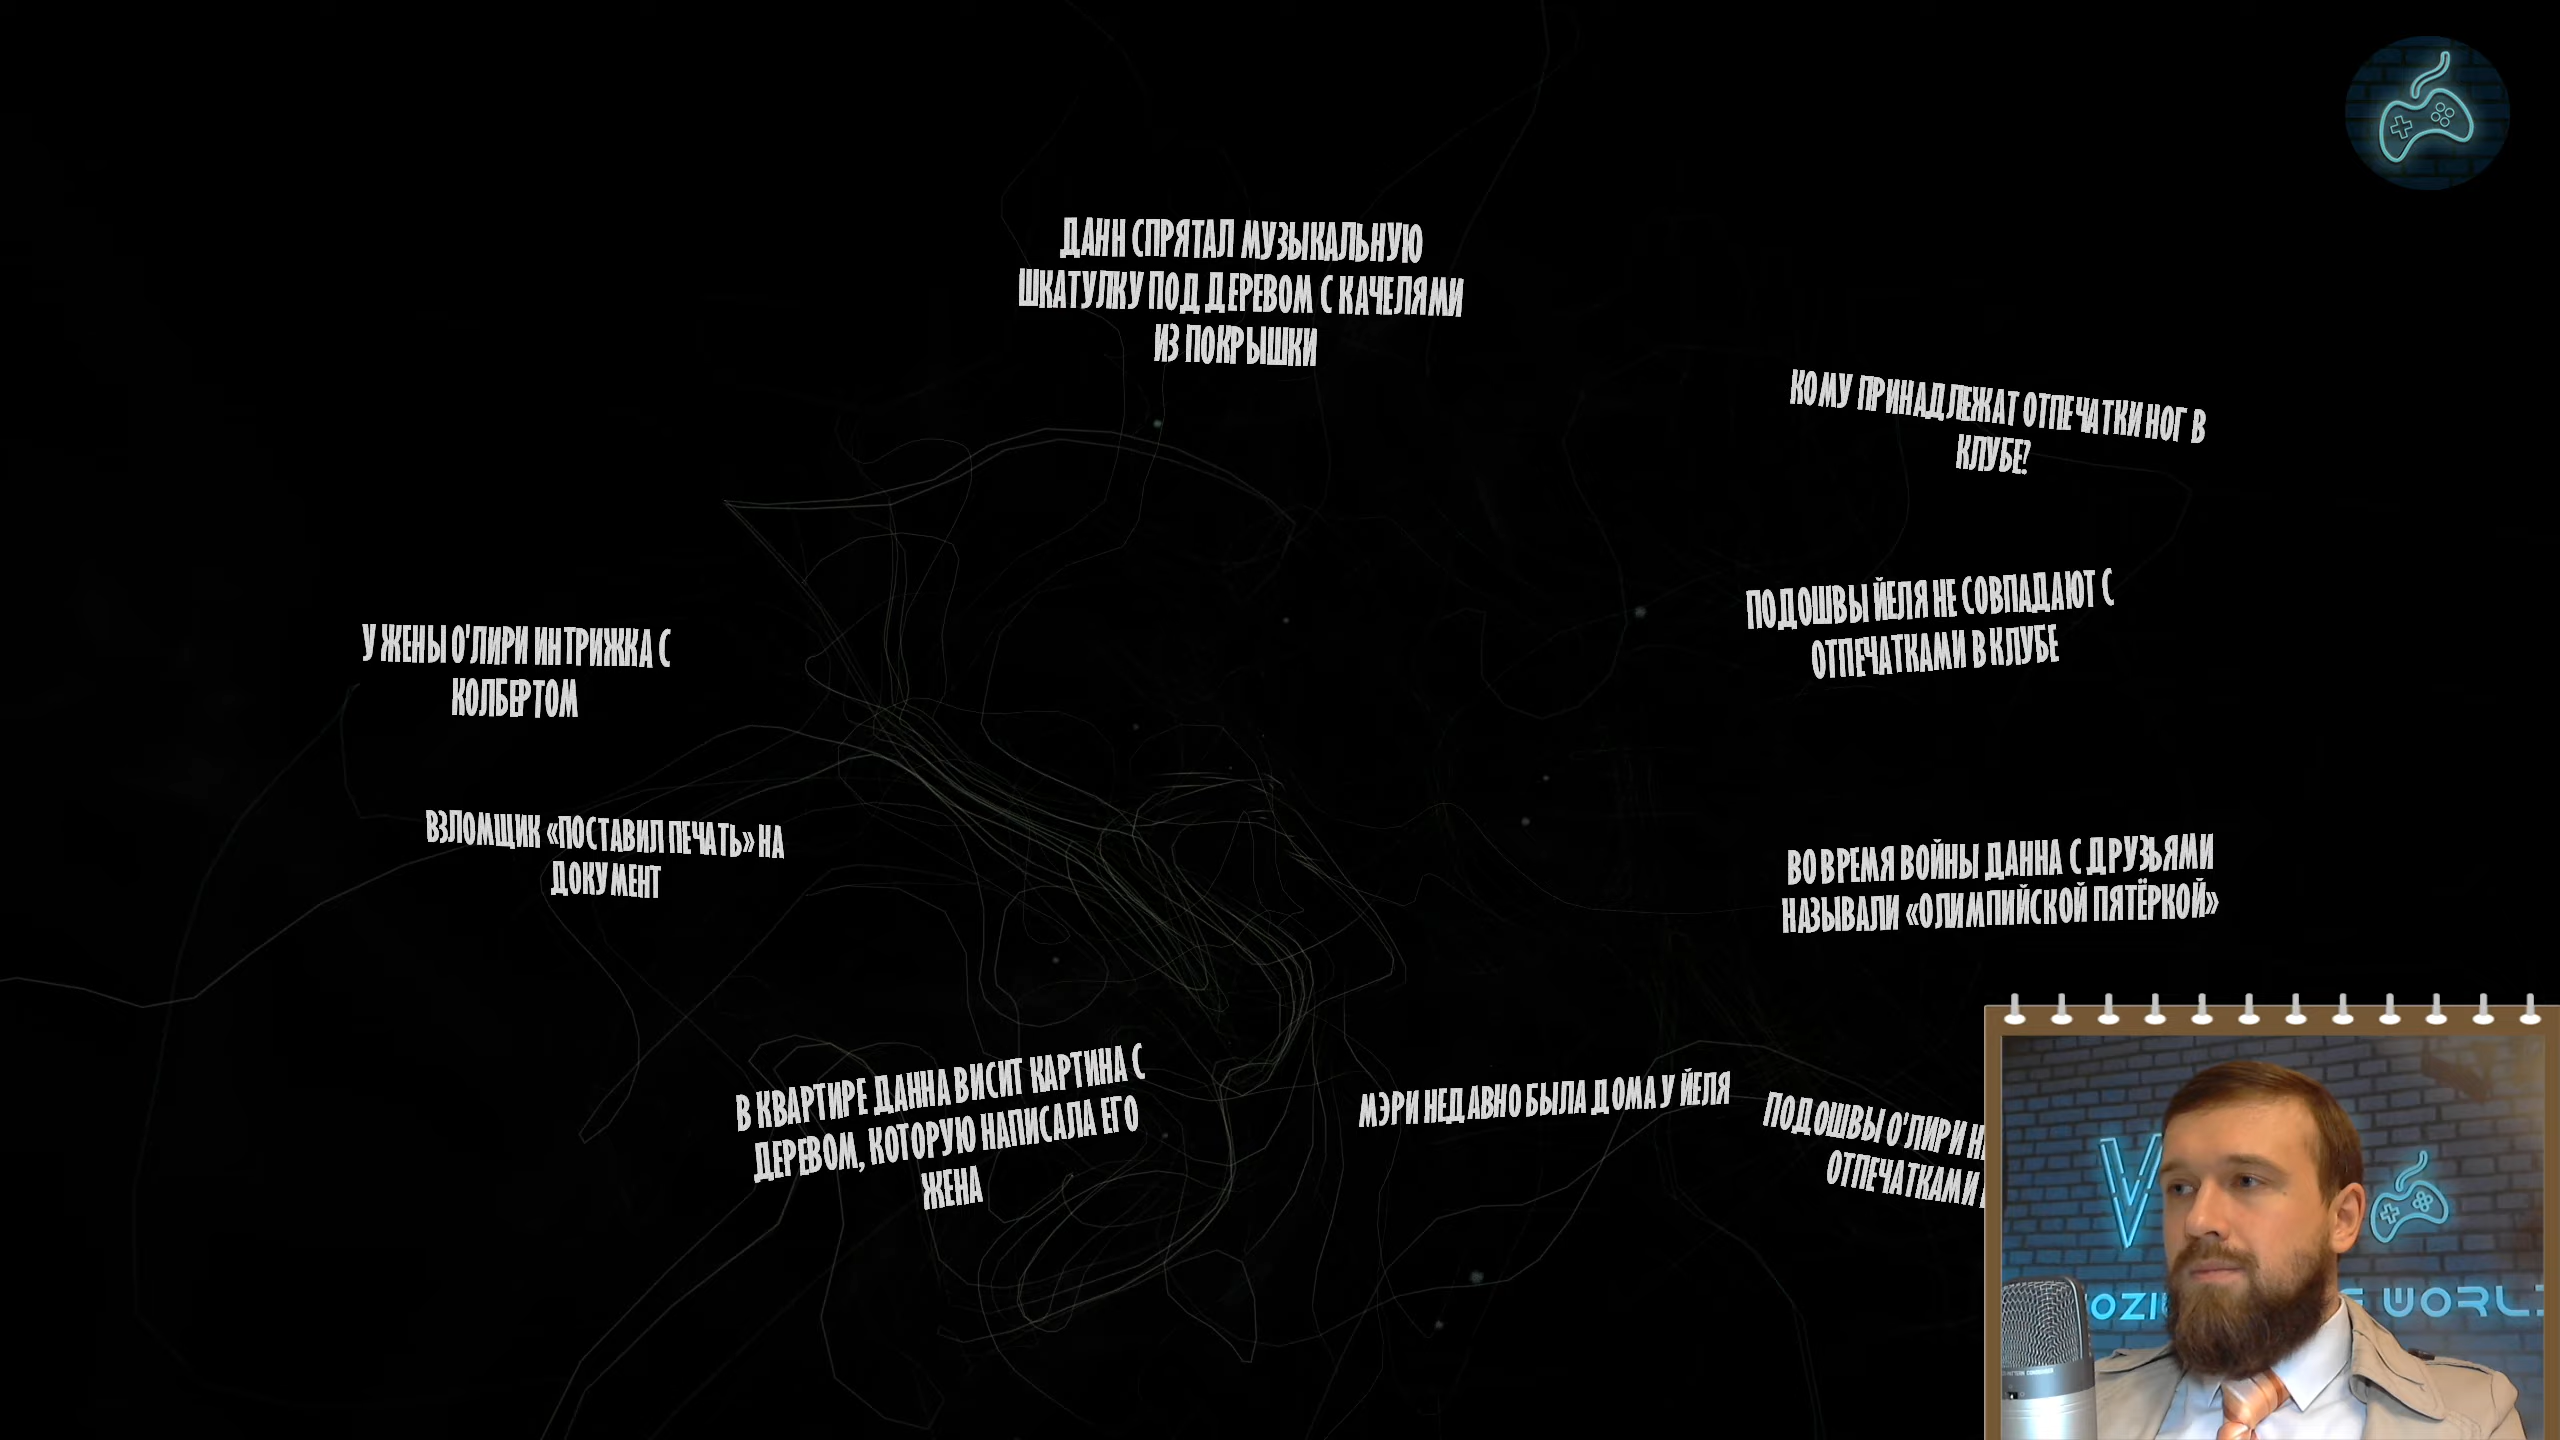 ДАНН СПРЯТАЛ МУЗЫКАЛЬНУЮ
ШКАТУЛКУ ПОД ДЕРЕВОМ С КАЧЕЛЯМИ
ИЗ ПОКРЫШКИ
КОМУ ПРИНАДЛЕЖАТ ОТПЕЧАТКИ НОГ В
КЛУБЕ?
ПОДОШВЫ ЙЕЛЯ НЕ СОВПАДАЮТ С
ОТПЕЧАТКАМИ В КЛУБЕ
У ЖЕНЫ О'ЛИРИ ИНТРИЖКА С
КОЛБЕРТОМ
ВЗЛОМЩИК «ПОСТАВИЛ ПЕЧАТЬ» НА
ДОКУМЕНТ
ВО ВРЕМЯ ВОЙНЫ ДАННА С ДРУЗЬЯМИ
НАЗЫВАЛИ «ОЛИМПИЙСКОЙ ПЯТЁРКОЙ»
В КВАРТИРЕ ДАННА ВИСИТ КАРТИНА С
ДЕРЕВОМ, КОТОРУЮ НАПИСАЛА ЕГО
ЖЕНА
МЭРИ НЕДАВНО БЫЛА ДОМА У ЙЕЛЯ
ПОДОШВЫ О'ЛИРИ
ОТПЕЧАТКАМИ
WORL